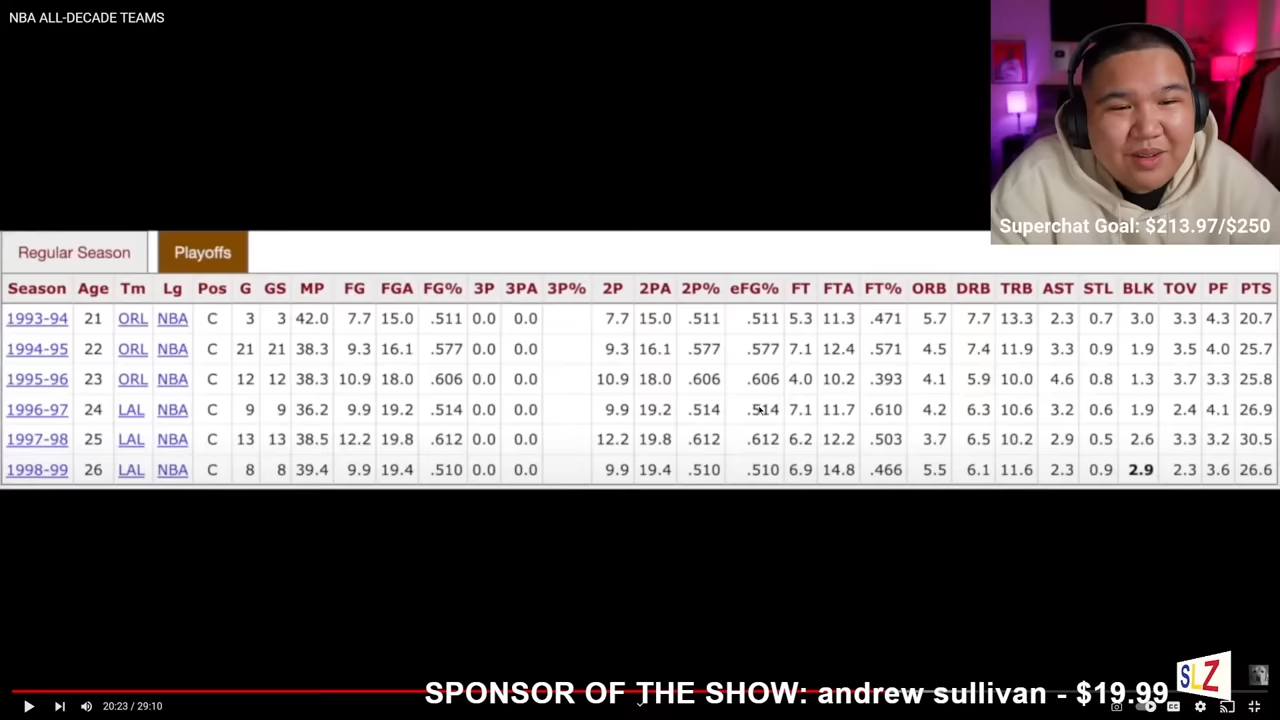 NBA ALL-DECADE TEAMS
Superchat Goal: $213.97/$250
Regular Season Playoffs
Season Age Tm Lg Pos G GS MP FG FGA FG% 3P 3PA 3P% 2P 2PA 2P% eFG% FT FTA FT% ORB DRB TRB AST STL BLK TOV PF PTS
1993-94 21 ORL NBA C 3 3 42.0 7.7 15.0 .511 0.0 0.0 7.7 15.0 .511 .511 5.3 11.3 .471 5.7 7.7 13.3 2.3 0.7 3.0 3.3 4.3 20.7
1994-95 22 ORL NBA C 21 21 38.3 9.3 16.1 .577 0.0 0.0 9.3 16.1 .577 .577 7.1 12.4 .571 4.5 7.4 11.9 3.3 0.9 1.9 3.5 4.0 25.7
1995-96 23 ORL NBA C 12 12 38.3 10.9 18.0 .606 0.0 0.0 10.9 18.0 .606 .606 4.0 10.2 .393 4.1 5.9 10.0 4.6 0.8 1.3 3.7 3.3 25.8
1996-97 24 LAL NBA C 9 9 36.2 9.9 19.2 .514 0.0 0.0 9.9 19.2 .514 .514 7.1 11.7 .610 4.2 6.3 10.6 3.2 0.6 1.9 2.4 4.1 26.9
1997-98 25 LAL NBA C 13 13 38.5 12.2 19.8 .612 0.0 0.0 12.2 19.8 .612 .612 6.2 12.2 .503 3.7 6.5 10.2 2.9 0.5 2.6 3.3 3.2 30.5
1998-99 26 LAL NBA C 8 8 39.4 9.9 19.4 .510 0.0 0.0 9.9 19.4 .510 .510 6.9 14.8 .466 5.5 6.1 11.6 2.3 0.9 2.9 2.3 3.6 26.6
SLZ
SPONSOR OF THE SHOW: andrew sullivan - $19.99
20:23 / 29:10